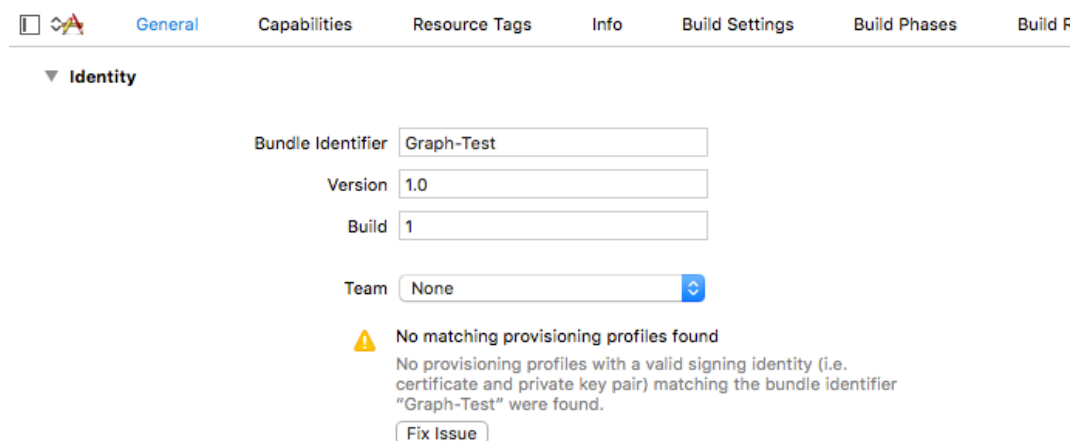 General Capabilities Resource Tags Info Build Settings Build Phases Build
Identity
Bundle Identifier Graph-Test
Version 1.0
Build 1
Team None
No matching provisioning profiles found
No provisioning profiles with a valid signing identity (i.e.
certificate and private key pair) matching the bundle identifier
“Graph-Test” were found.
Fix Issue